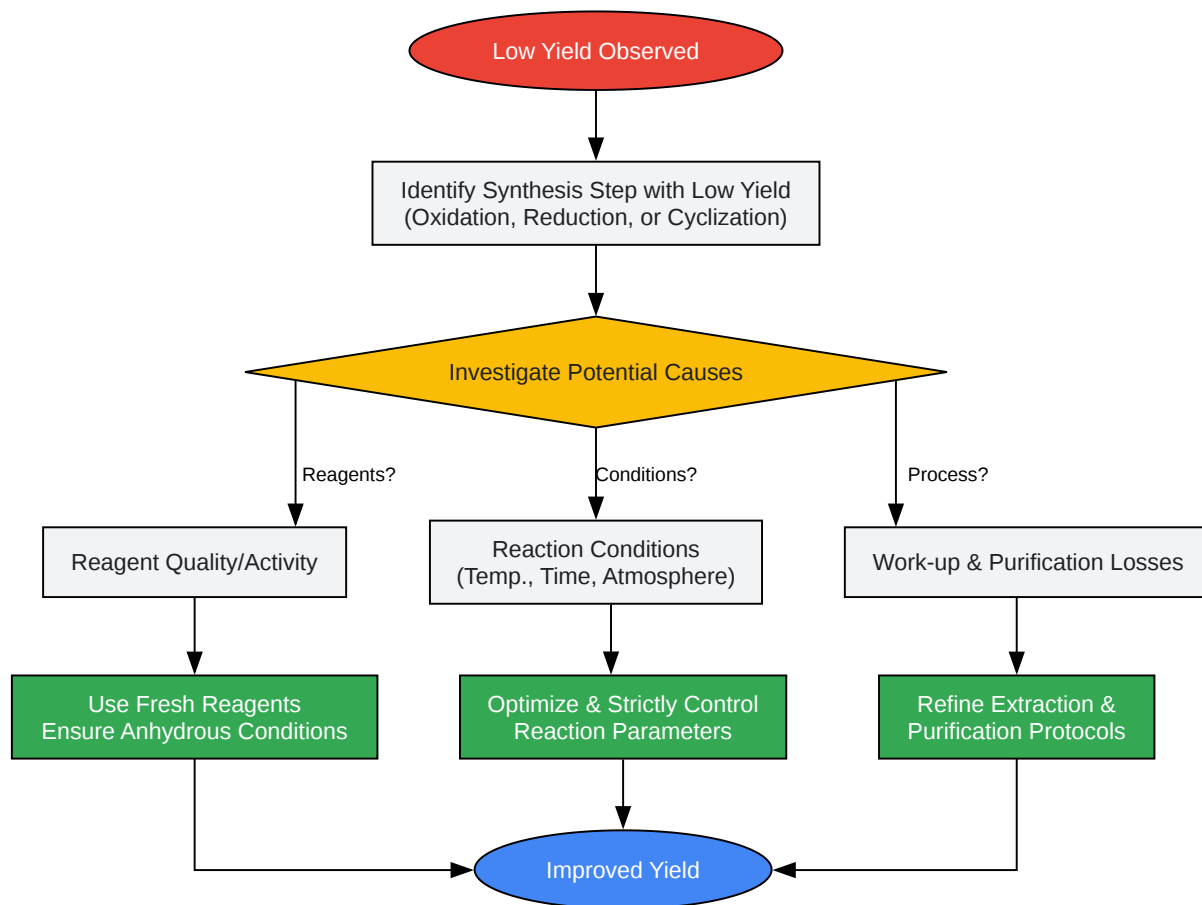 Low Yield Observed
Identify Synthesis Step with Low Yield
(Oxidation, Reduction, or Cyclization)
Investigate Potential Causes
Reagents?
Conditions?
Process?
Reagent Quality/Activity
Reaction Conditions
(Temp., Time, Atmosphere)
Work-up & Purification Losses
Use Fresh Reagents
Ensure Anhydrous Conditions
Optimize & Strictly Control
Reaction Parameters
Refine Extraction &
Purification Protocols
Improved Yield